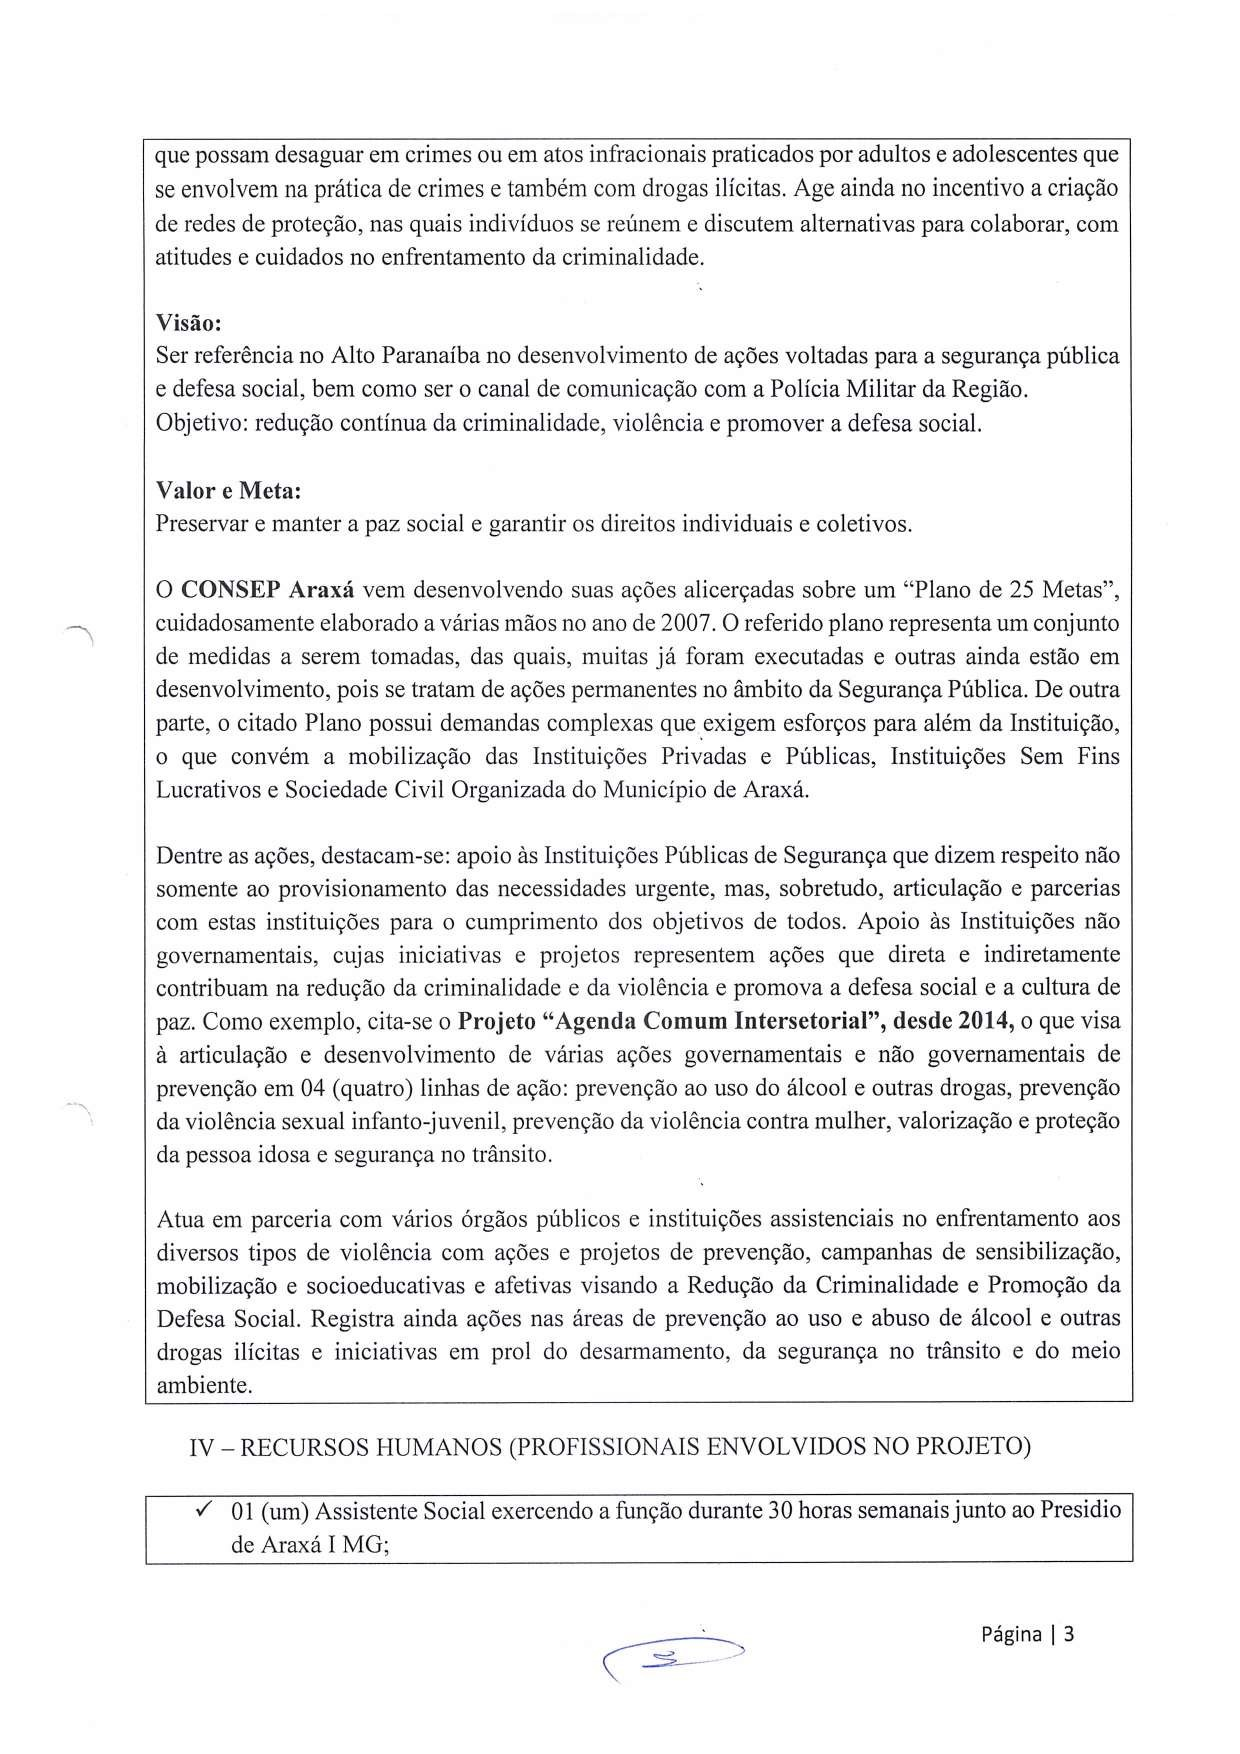 que possam desaguar em crimes ou em atos infracionais praticados por adultos e adolescentes que
se envolvem na prática de crimes e também com drogas ilícitas. Age ainda no incentivo a criação
de redes de proteção, nas quais indivíduos se reúnem e discutem alternativas para colaborar, com
atitudes e cuidados no enfrentamento da criminalidade.
Visão:
Ser referência no Alto Paranaíba no desenvolvimento de ações voltadas para a segurança pública
e defesa social, bem como ser o canal de comunicação com a Polícia Militar da Região.
Objetivo: redução contínua da criminalidade, violência e promover a defesa social.
Valor e Meta:
Preservar e manter a paz social e garantir os direitos individuais e coletivos.
O CONSEP Araxá vem desenvolvendo suas ações alicerçadas sobre um “Plano de 25 Metas”,
cuidadosamente elaborado a várias mãos no ano de 2007. O referido plano representa um conjunto
de medidas a serem tomadas, das quais, muitas já foram executadas e outras ainda estão em
desenvolvimento, pois se tratam de ações permanentes no âmbito da Segurança Pública. De outra
parte, o citado Plano possui demandas complexas que exigem esforços para além da Instituição,
o que convém a mobilização das Instituições Privadas e Públicas, Instituições Sem Fins
Lucrativos e Sociedade Civil Organizada do Município de Araxá.
Dentre as ações, destacam-se: apoio às Instituições Públicas de Segurança que dizem respeito não
somente ao provisionamento das necessidades urgente, mas, sobretudo, articulação e parcerias
com estas instituições para o cumprimento dos objetivos de todos. Apoio às Instituições não
governamentais, cujas iniciativas e projetos representem ações que direta e indiretamente
contribuam na redução da criminalidade e da violência e promova a defesa social e a cultura de
paz. Como exemplo, cita-se o Projeto “Agenda Comum Intersetorial”, desde 2014, o que visa
à articulação e desenvolvimento de várias ações governamentais e não governamentais de
prevenção em 04 (quatro) linhas de ação: prevenção ao uso do álcool e outras drogas, prevenção
da violência sexual infanto-juvenil, prevenção da violência contra mulher, valorização e proteção
da pessoa idosa e segurança no trânsito.
Atua em parceria com vários órgãos públicos e instituições assistenciais no enfrentamento aos
diversos tipos de violência com ações e projetos de prevenção, campanhas de sensibilização,
mobilização e socioeducativas e afetivas visando a Redução da Criminalidade e Promoção da
Defesa Social. Registra ainda ações nas áreas de prevenção ao uso e abuso de álcool e outras
drogas ilícitas e iniciativas em prol do desarmamento, da segurança no trânsito e do meio
ambiente.
IV – RECURSOS HUMANOS (PROFISSIONAIS ENVOLVIDOS NO PROJETO)
✓ 01 (um) Assistente Social exercendo a função durante 30 horas semanais junto ao Presidio
de Araxá I MG;
Página | 3